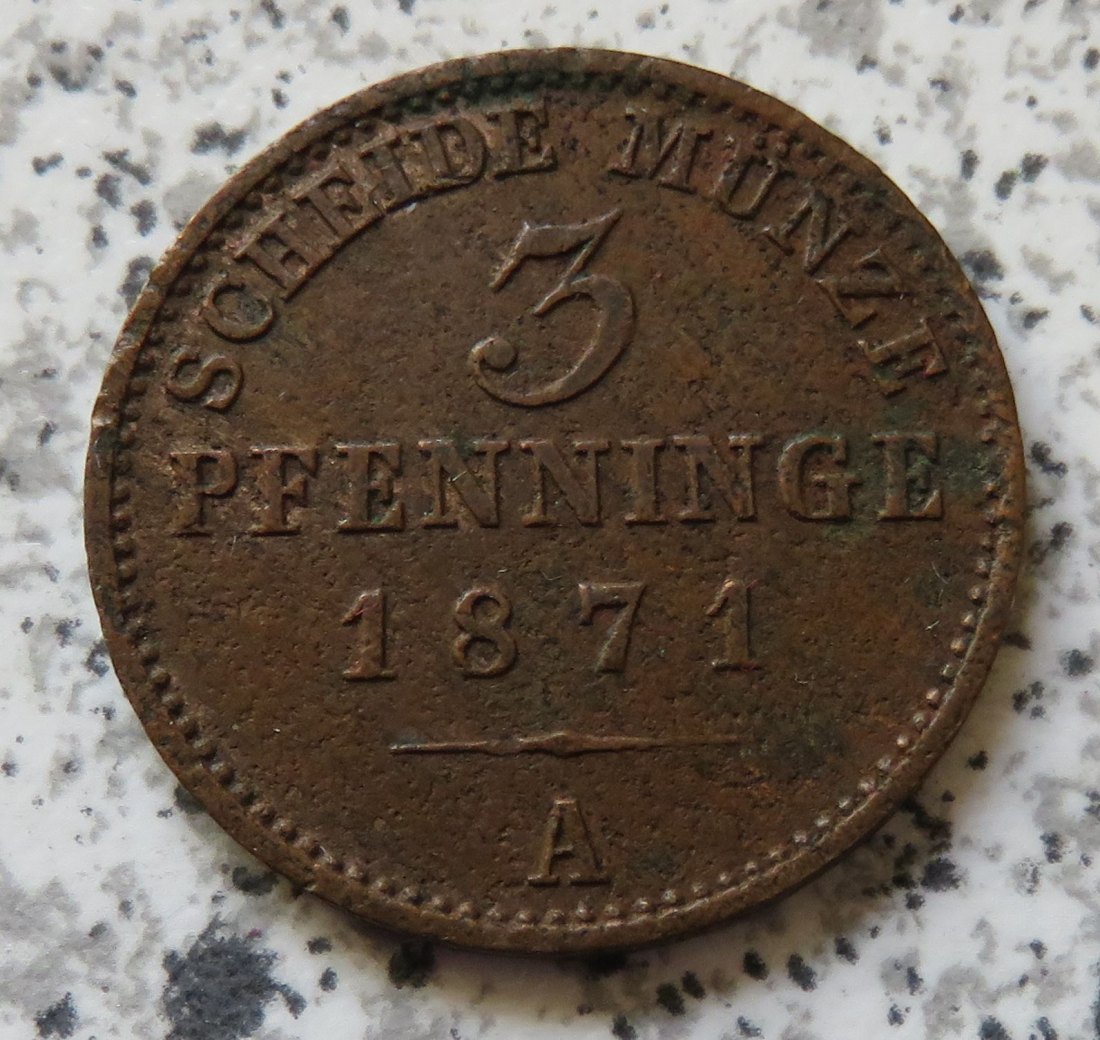 SCHEIDE MÜNZE
3
PFENNINGE
1871
A